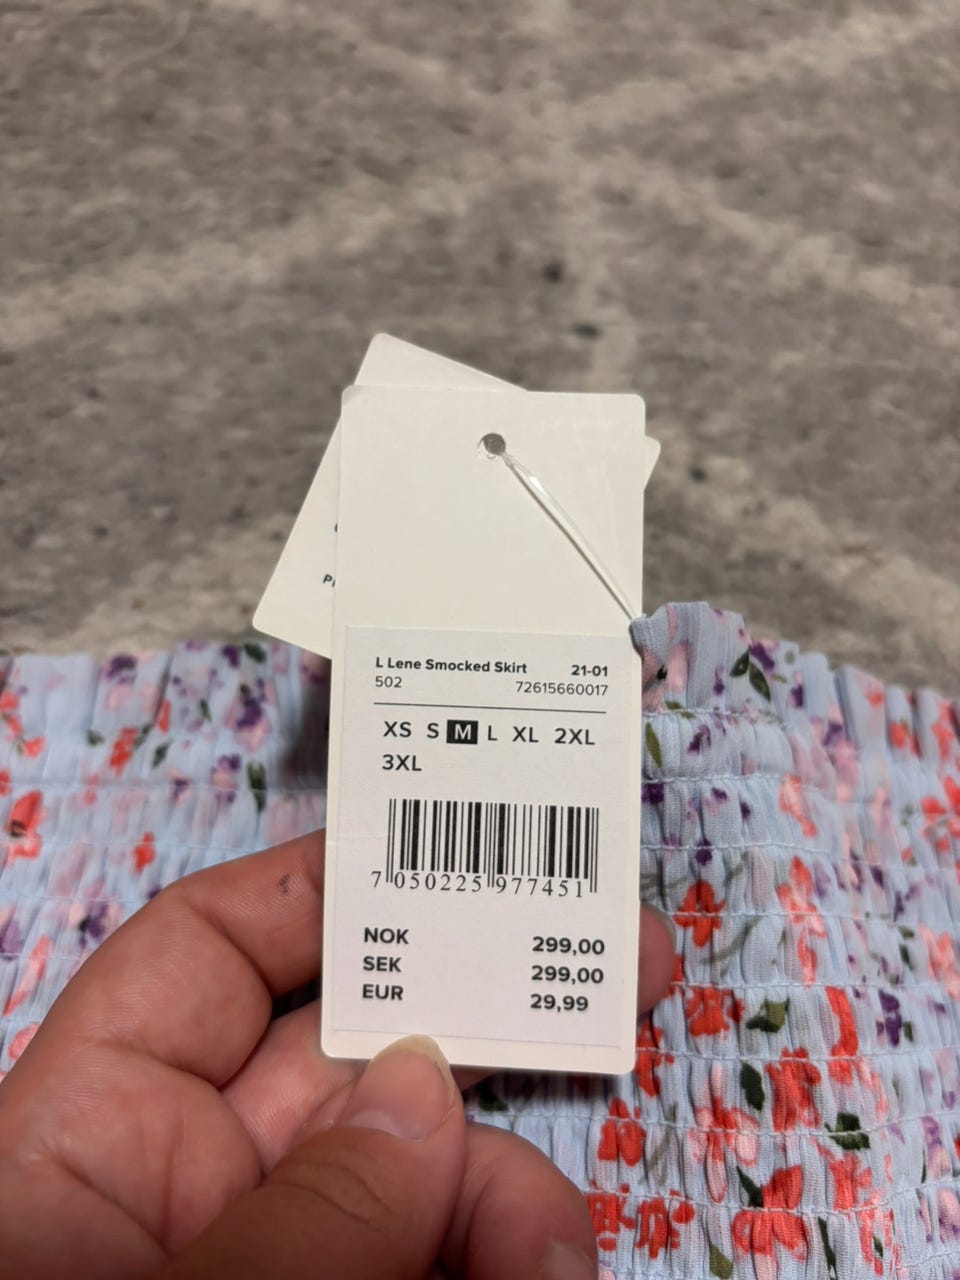 L Lene Smocked Skirt 21-01
502 72615660017
XS S M L XL 2XL
3XL
7 050225 977451
NOK 299,00
SEK 299,00
EUR 29,99